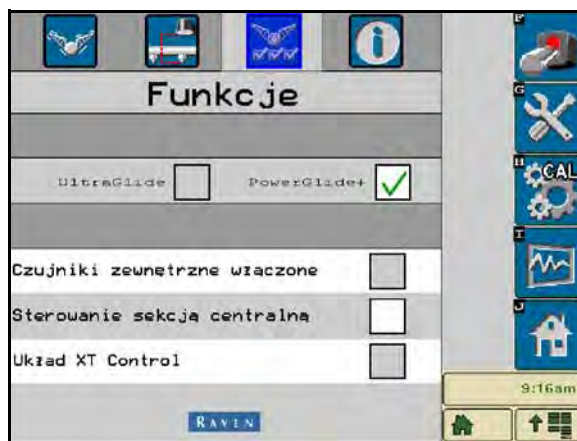 F
Funkcje
G
UltraGlide PowerGlide+
H CAL
Czujniki zewnętrzne włączone
I
Sterowanie sekcją centralną
J
Układ XT Control
9:16am
RAVEN